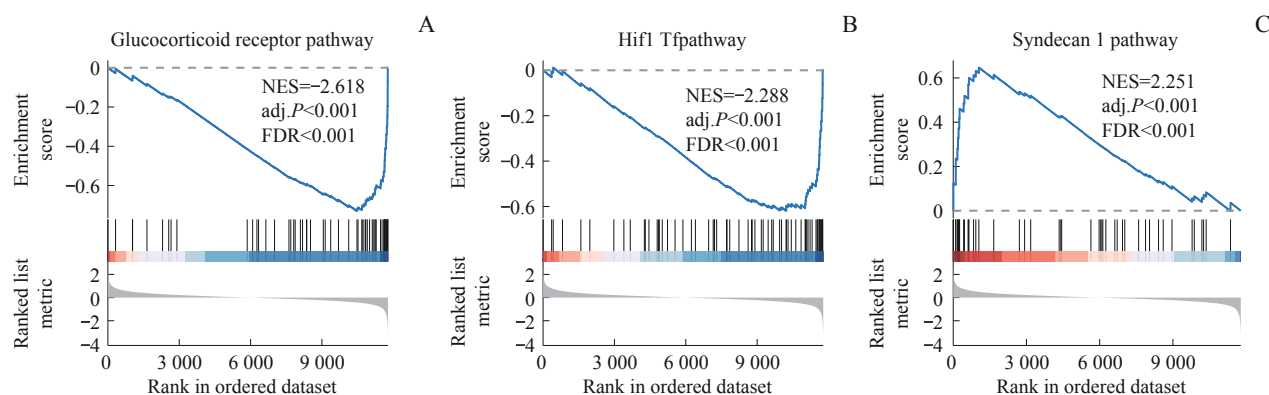 A
Glucocorticoid receptor pathway
NES=−2.618
adj.P<0.001
FDR<0.001
Enrichment
score
0
−0.2
−0.4
−0.6
Ranked list
metric
2
0
−2
−4
0
3 000
6 000
9 000
Rank in ordered dataset
B
Hif1 Tfpathway
NES=−2.288
adj.P<0.001
FDR<0.001
Enrichment
score
0
−0.2
−0.4
−0.6
Ranked list
metric
2
0
−2
−4
0
3 000
6 000
9 000
Rank in ordered dataset
C
Syndecan 1 pathway
NES=2.251
adj.P<0.001
FDR<0.001
Enrichment
score
0.6
0.4
0.2
0
Ranked list
metric
2
0
−2
−4
0
3 000
6 000
9 000
Rank in ordered dataset